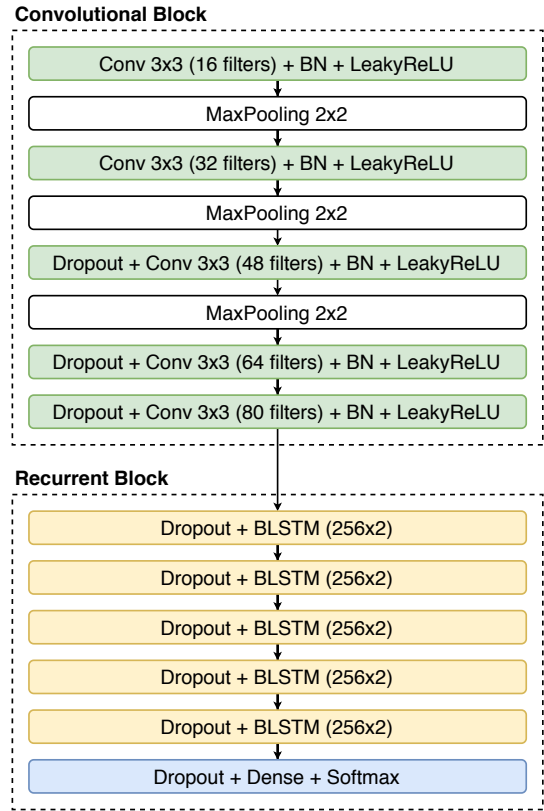 Convolutional Block
Conv 3x3 (16 filters) + BN + LeakyReLU
MaxPooling 2x2
Conv 3x3 (32 filters) + BN + LeakyReLU
MaxPooling 2x2
Dropout + Conv 3x3 (48 filters) + BN + LeakyReLU
MaxPooling 2x2
Dropout + Conv 3x3 (64 filters) + BN + LeakyReLU
Dropout + Conv 3x3 (80 filters) + BN + LeakyReLU
Recurrent Block
Dropout + BLSTM (256x2)
Dropout + BLSTM (256x2)
Dropout + BLSTM (256x2)
Dropout + BLSTM (256x2)
Dropout + BLSTM (256x2)
Dropout + Dense + Softmax